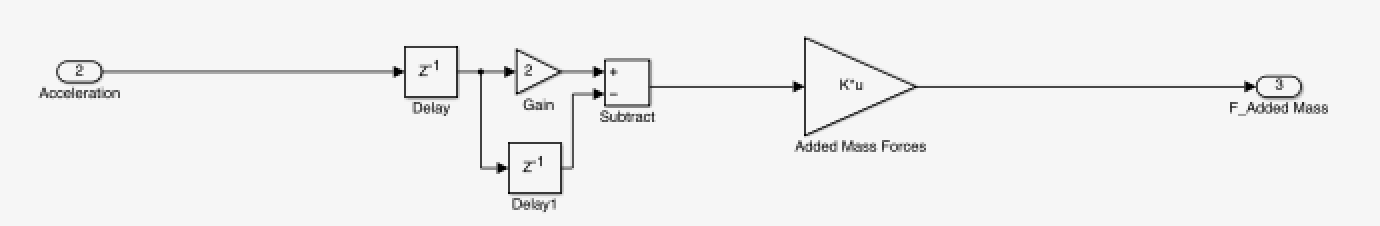 2
Acceleration
z-1
Delay
2
Gain
+
−
Subtract
z-1
Delay1
K*u
Added Mass Forces
3
F_Added Mass